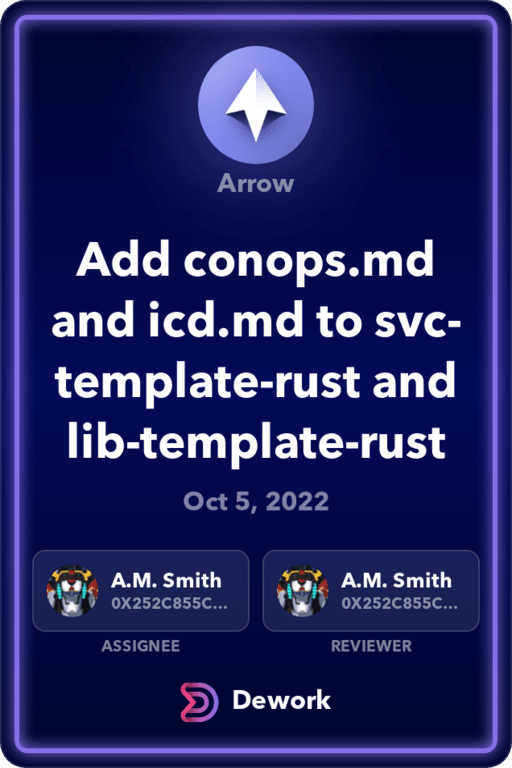 Arrow
Add conops.md
and icd.md to svc-
template-rust and
lib-template-rust
Oct 5, 2022
A.M. Smith
0X252C855C...
ASSIGNEE
A.M. Smith
0X252C855C...
REVIEWER
Dework